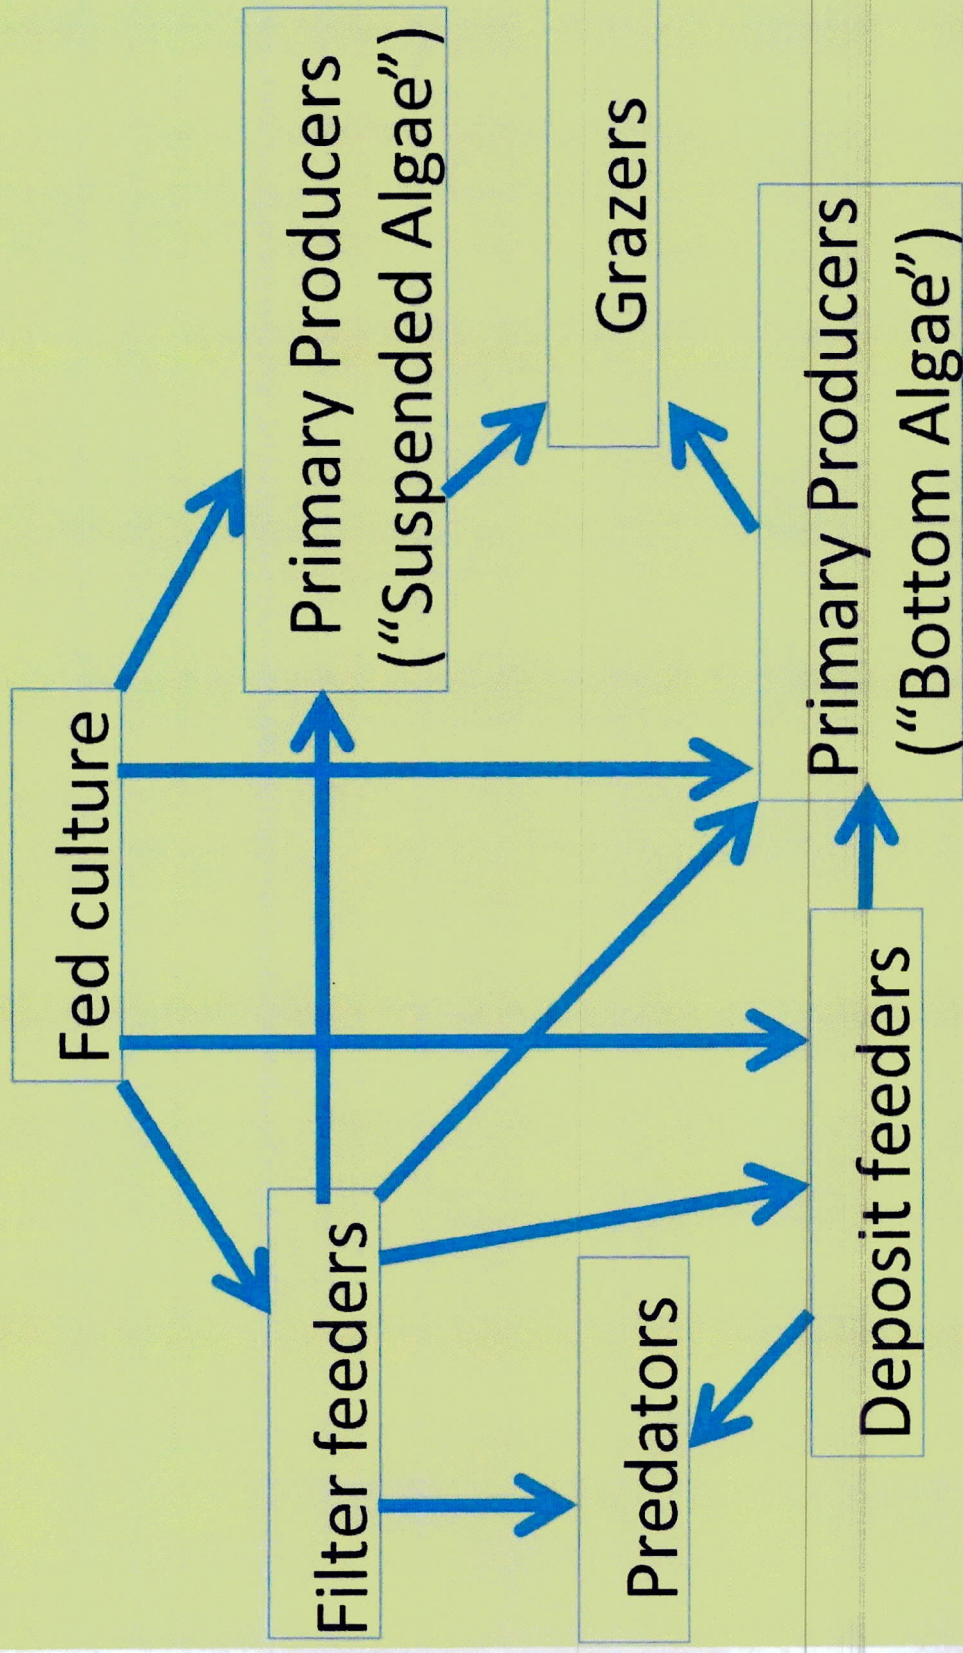 Fed culture
Filter feeders
Primary Producers
(“Suspended Algae”)
Predators
Grazers
Deposit feeders
Primary Producers
(“Bottom Algae”)